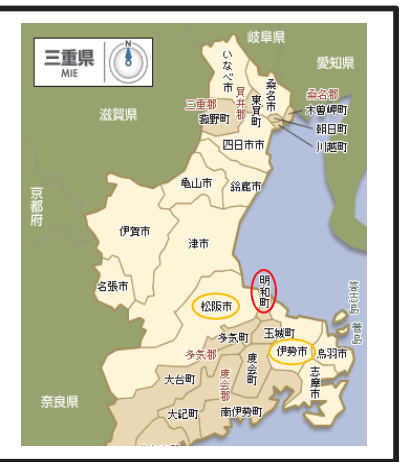 岐阜県
三重県
MIE
N
いなべ市
愛知県
桑名市
桑名郡
員弁郡
東員町
木曽岬町
三重郡
菰野町
朝日町
川越町
滋賀県
四日市市
亀山市
鈴鹿市
京都府
伊賀市
津市
名張市
明和町
松阪市
答志島
菅島
多気町
玉城町
伊勢市
鳥羽市
多気郡
度会町
度会郡
志摩市
大台町
奈良県
大紀町
南伊勢町